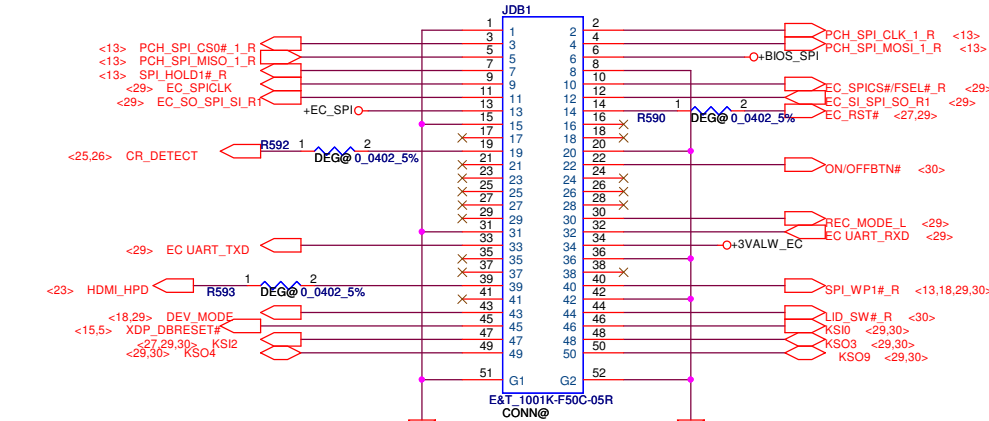 JDB1
1 1 2 2
<13> PCH_SPI_CS0#_1_R 3 3 4 4 PCH_SPI_CLK_1_R <13>
<13> PCH_SPI_MISO_1_R 5 5 6 6 PCH_SPI_MOSI_1_R <13>
+BIOS_SPI
<13> SPI_HOLD1#_R 7 7 8 8
<29> EC_SPICLK 9 9 10 10 EC_SPICS#/FSEL#_R <29>
<29> EC_SO_SPI_SI_R1 11 11 12 12 EC_SI_SPI_SO_R1 <29>
+EC_SPI 13 13 14 14 R590 1 2 DEG@ 0_0402_5% EC_RST# <27,29>
15 15 16 16
17 17 18 18
<25,26> CR_DETECT R592 1 2 DEG@ 0_0402_5% 19 19 20 20
21 21 22 22 ON/OFFBTN# <30>
23 23 24 24
25 25 26 26
27 27 28 28
29 29 30 30 REC_MODE_L <29>
31 31 32 32 EC UART_RXD <29>
<29> EC UART_TXD 33 33 34 34 +3VALW_EC
35 35 36 36
37 37 38 38
<23> HDMI_HPD R593 1 2 DEG@ 0_0402_5% 39 39 40 40 SPI_WP1#_R <13,18,29,30>
41 41 42 42
<18,29> DEV_MODE 43 43 44 44 LID_SW#_R <30>
<15,5> XDP_DBRESET# 45 45 46 46 KSI0 <29,30>
<27,29,30> KSI2 47 47 48 48 KSO3 <29,30>
<29,30> KSO4 49 49 50 50 KSO9 <29,30>
51 G1 G2 52
E&T_1001K-F50C-05R
CONN@